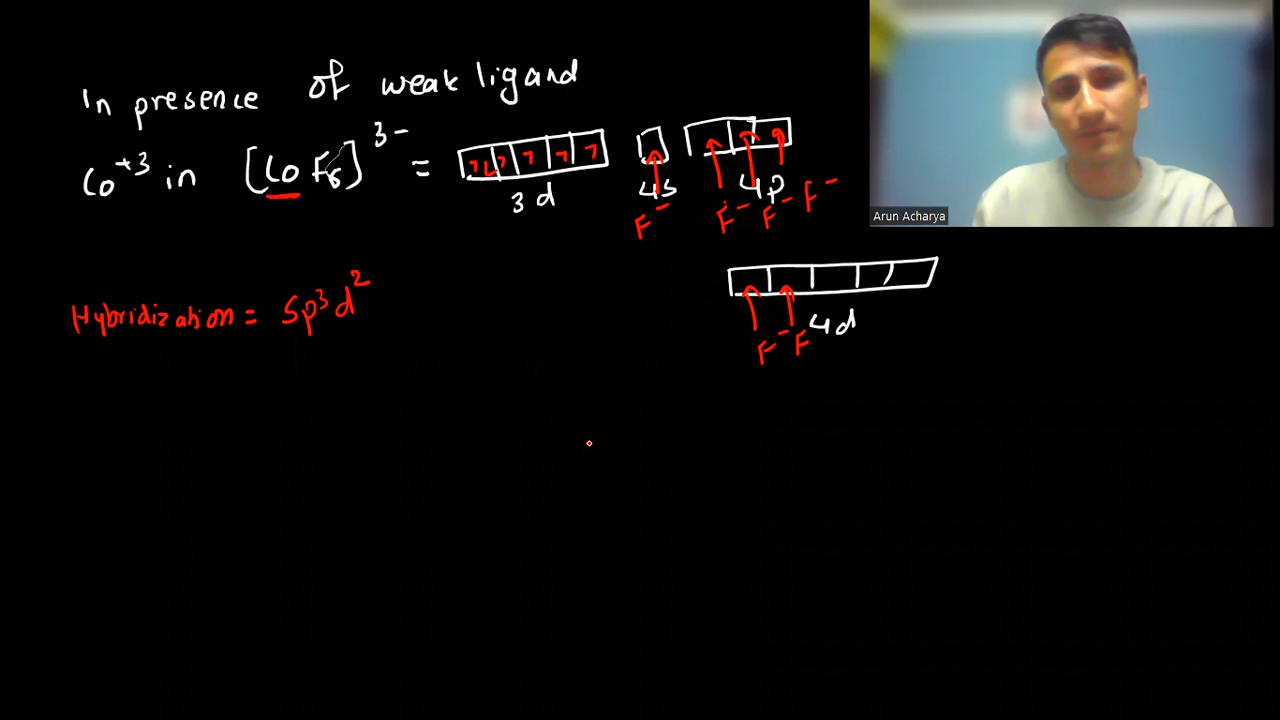 In presence of weak ligand
Co+3 in [CoF6]3- =
3d
4s
4p
F-
F- F- F-
Hybridization = sp3d2
4d
F- F
Arun Acharya